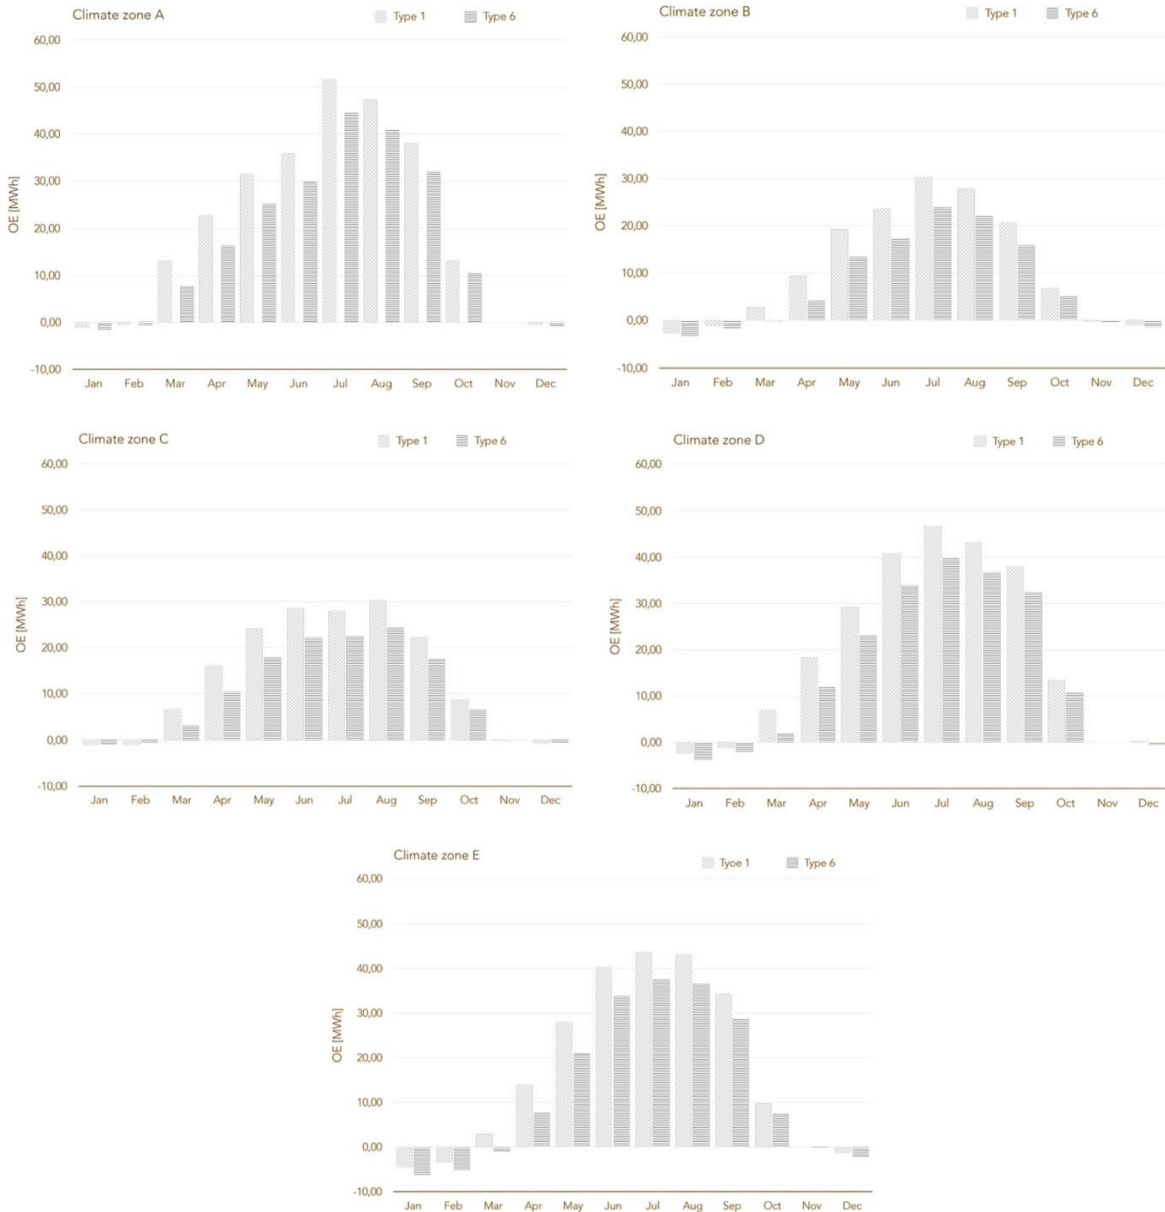 Climate zone A
Type 1
Type 6
OE [MWh]
60,00
50,00
40,00
30,00
20,00
10,00
0,00
-10,00
Jan Feb Mar Apr May Jun Jul Aug Sep Oct Nov Dec
Climate zone B
Type 1
Type 6
OE [MWh]
60,00
50,00
40,00
30,00
20,00
10,00
0,00
-10,00
Jan Feb Mar Apr May Jun Jul Aug Sep Oct Nov Dec
Climate zone C
Type 1
Type 6
OE [MWh]
60,00
50,00
40,00
30,00
20,00
10,00
0,00
-10,00
Jan Feb Mar Apr May Jun Jul Aug Sep Oct Nov Dec
Climate zone D
Type 1
Type 6
OE [MWh]
60,00
50,00
40,00
30,00
20,00
10,00
0,00
-10,00
Jan Feb Mar Apr May Jun Jul Aug Sep Oct Nov Dec
Climate zone E
Tyoe 1
Type 6
OE [MWh]
60,00
50,00
40,00
30,00
20,00
10,00
0,00
-10,00
Jan Feb Mar Apr May Jun Jul Aug Sep Oct Nov Dec